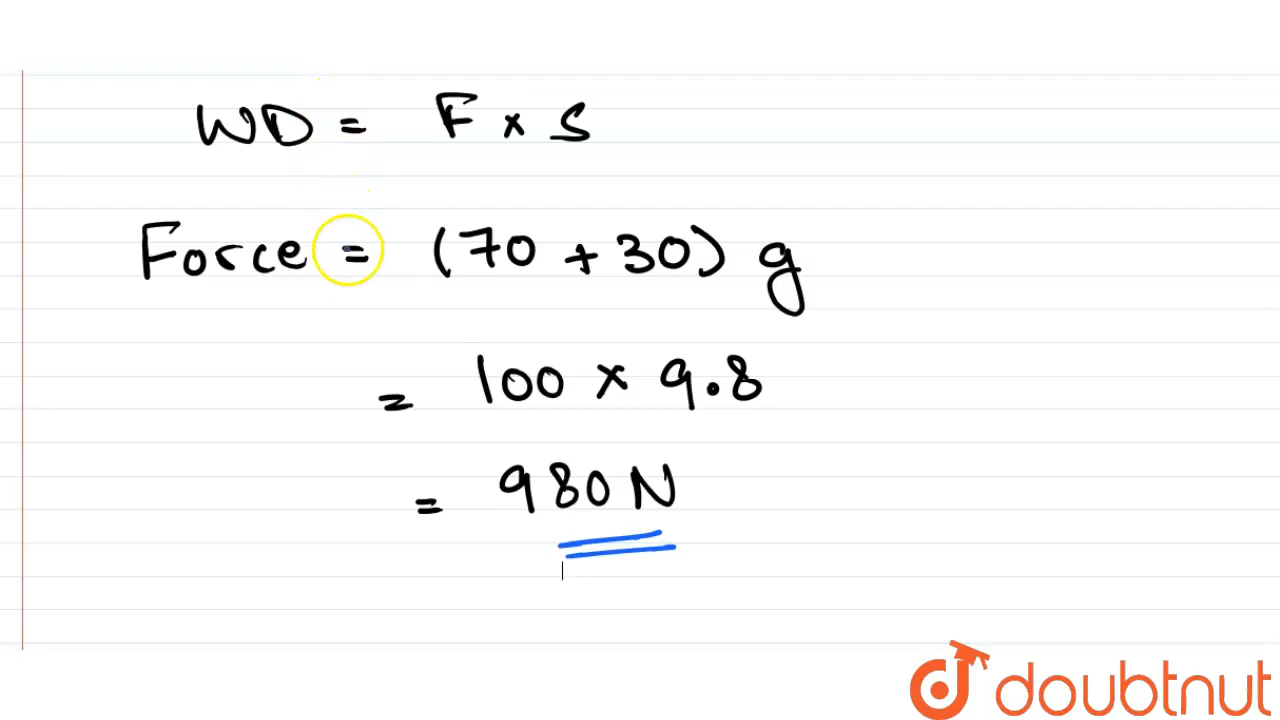 WD = F × S
Force = (70 + 30) g
= 100 × 9.8
= 980 N
doubtnut